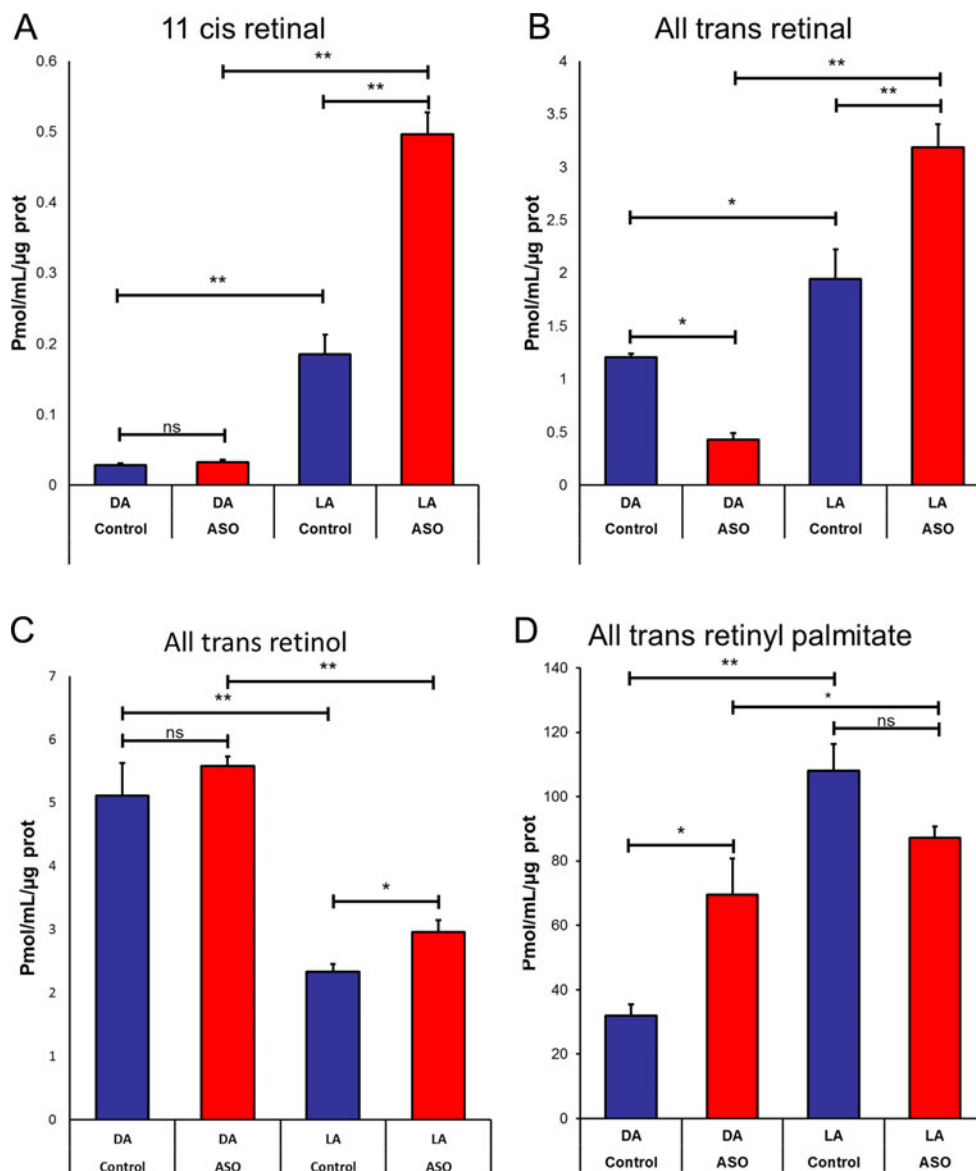 A
11 cis retinal
0.6
0.5
0.4
0.3
0.2
0.1
0
Pmol/mL/µg prot
**
**
**
ns
DA DA LA LA
Control ASO Control ASO
B
All trans retinal
4
3.5
3
2.5
2
1.5
1
0.5
0
Pmol/mL/µg prot
**
**
*
*
DA DA LA LA
Control ASO Control ASO
C
All trans retinol
7
6
5
4
3
2
1
0
Pmol/mL/µg prot
**
**
ns
*
DA DA LA LA
Control ASO Control ASO
D
All trans retinyl palmitate
140
120
100
80
60
40
20
0
Pmol/mL/µg prot
**
*
ns
*
DA DA LA LA
Control ASO Control ASO